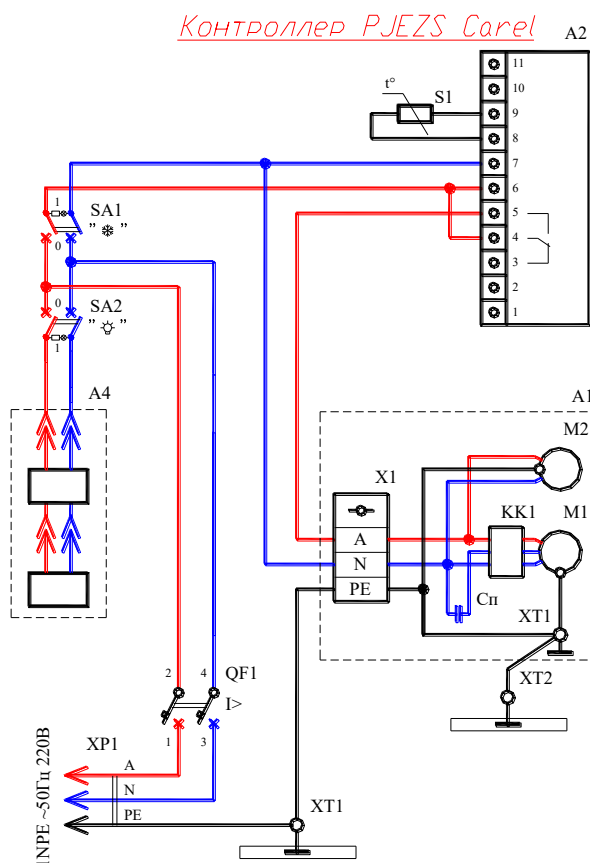 Контроллер PJEZS Carel
A2
11
10
t°
S1
9
8
7
6
1
SA1
" ❄ "
5
0
4
3
0
SA2
2
" "
1
1
A4
A1
M2
X1
KK1
M1
A
N
PE
Сп
XT1
XT2
2
4
QF1
I>
1
3
XP1
A
N
PE
XT1
1NPE ~50Гц 220В